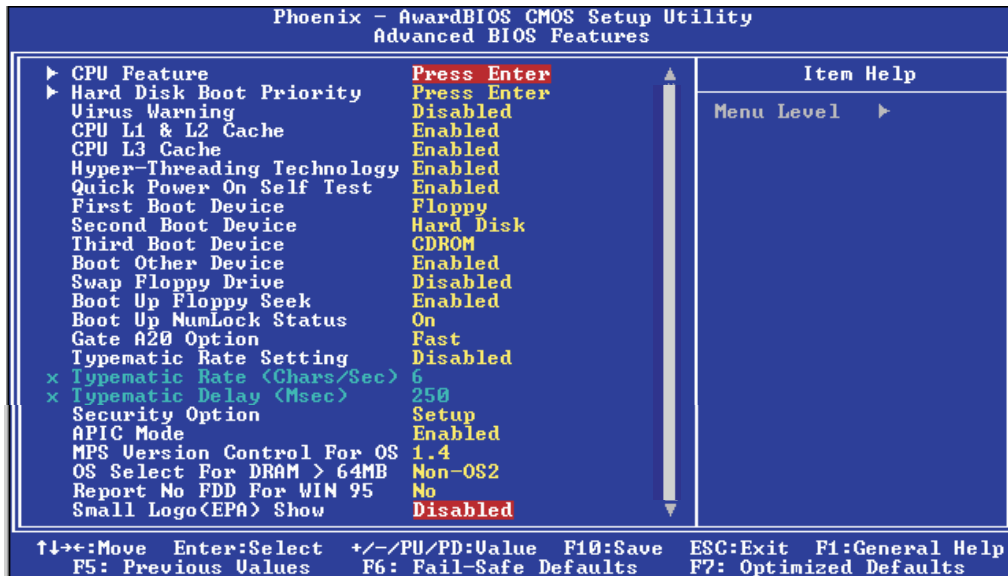 Phoenix - AwardBIOS CMOS Setup Utility
Advanced BIOS Features
► CPU Feature Press Enter
► Hard Disk Boot Priority Press Enter
Virus Warning Disabled
CPU L1 & L2 Cache Enabled
CPU L3 Cache Enabled
Hyper-Threading Technology Enabled
Quick Power On Self Test Enabled
First Boot Device Floppy
Second Boot Device Hard Disk
Third Boot Device CDROM
Boot Other Device Enabled
Swap Floppy Drive Disabled
Boot Up Floppy Seek Enabled
Boot Up NumLock Status On
Gate A20 Option Fast
Typematic Rate Setting Disabled
x Typematic Rate (Chars/Sec) 6
x Typematic Delay (Msec) 250
Security Option Setup
APIC Mode Enabled
MPS Version Control For OS 1.4
OS Select For DRAM > 64MB Non-OS2
Report No FDD For WIN 95 No
Small Logo(EPA) Show Disabled
Item Help
Menu Level ►
↑↓→←:Move Enter:Select +/-/PU/PD:Value F10:Save ESC:Exit F1:General Help
F5: Previous Values F6: Fail-Safe Defaults F7: Optimized Defaults